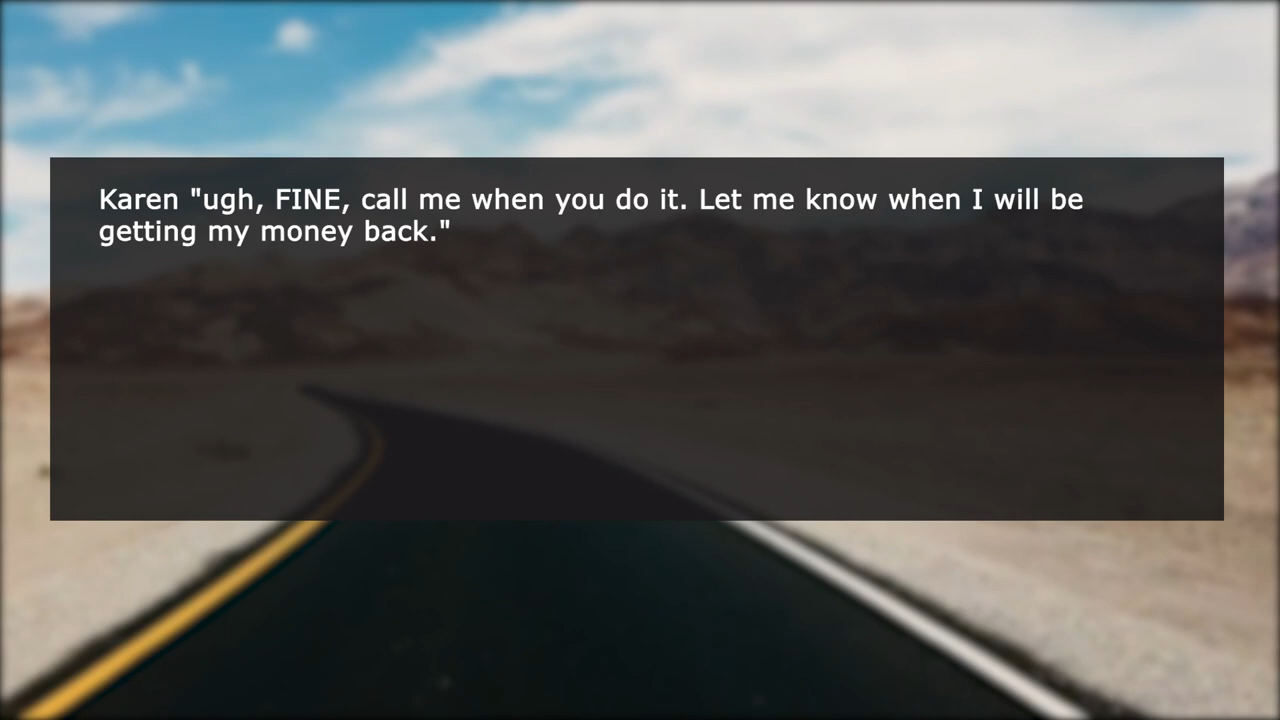 Karen "ugh, FINE, call me when you do it. Let me know when I will be
getting my money back."